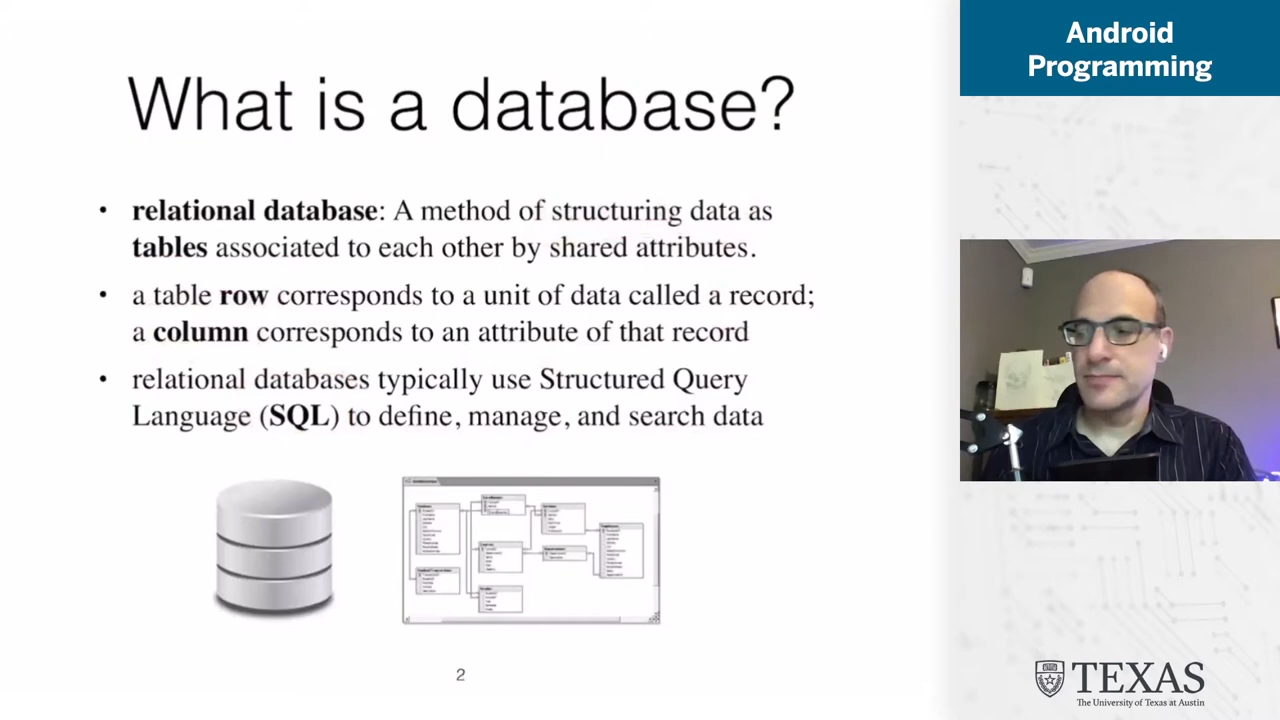 What is a database?
• relational database: A method of structuring data as
tables associated to each other by shared attributes.
• a table row corresponds to a unit of data called a record;
a column corresponds to an attribute of that record
• relational databases typically use Structured Query
Language (SQL) to define, manage, and search data
2
Android
Programming
TEXAS
The University of Texas at Austin